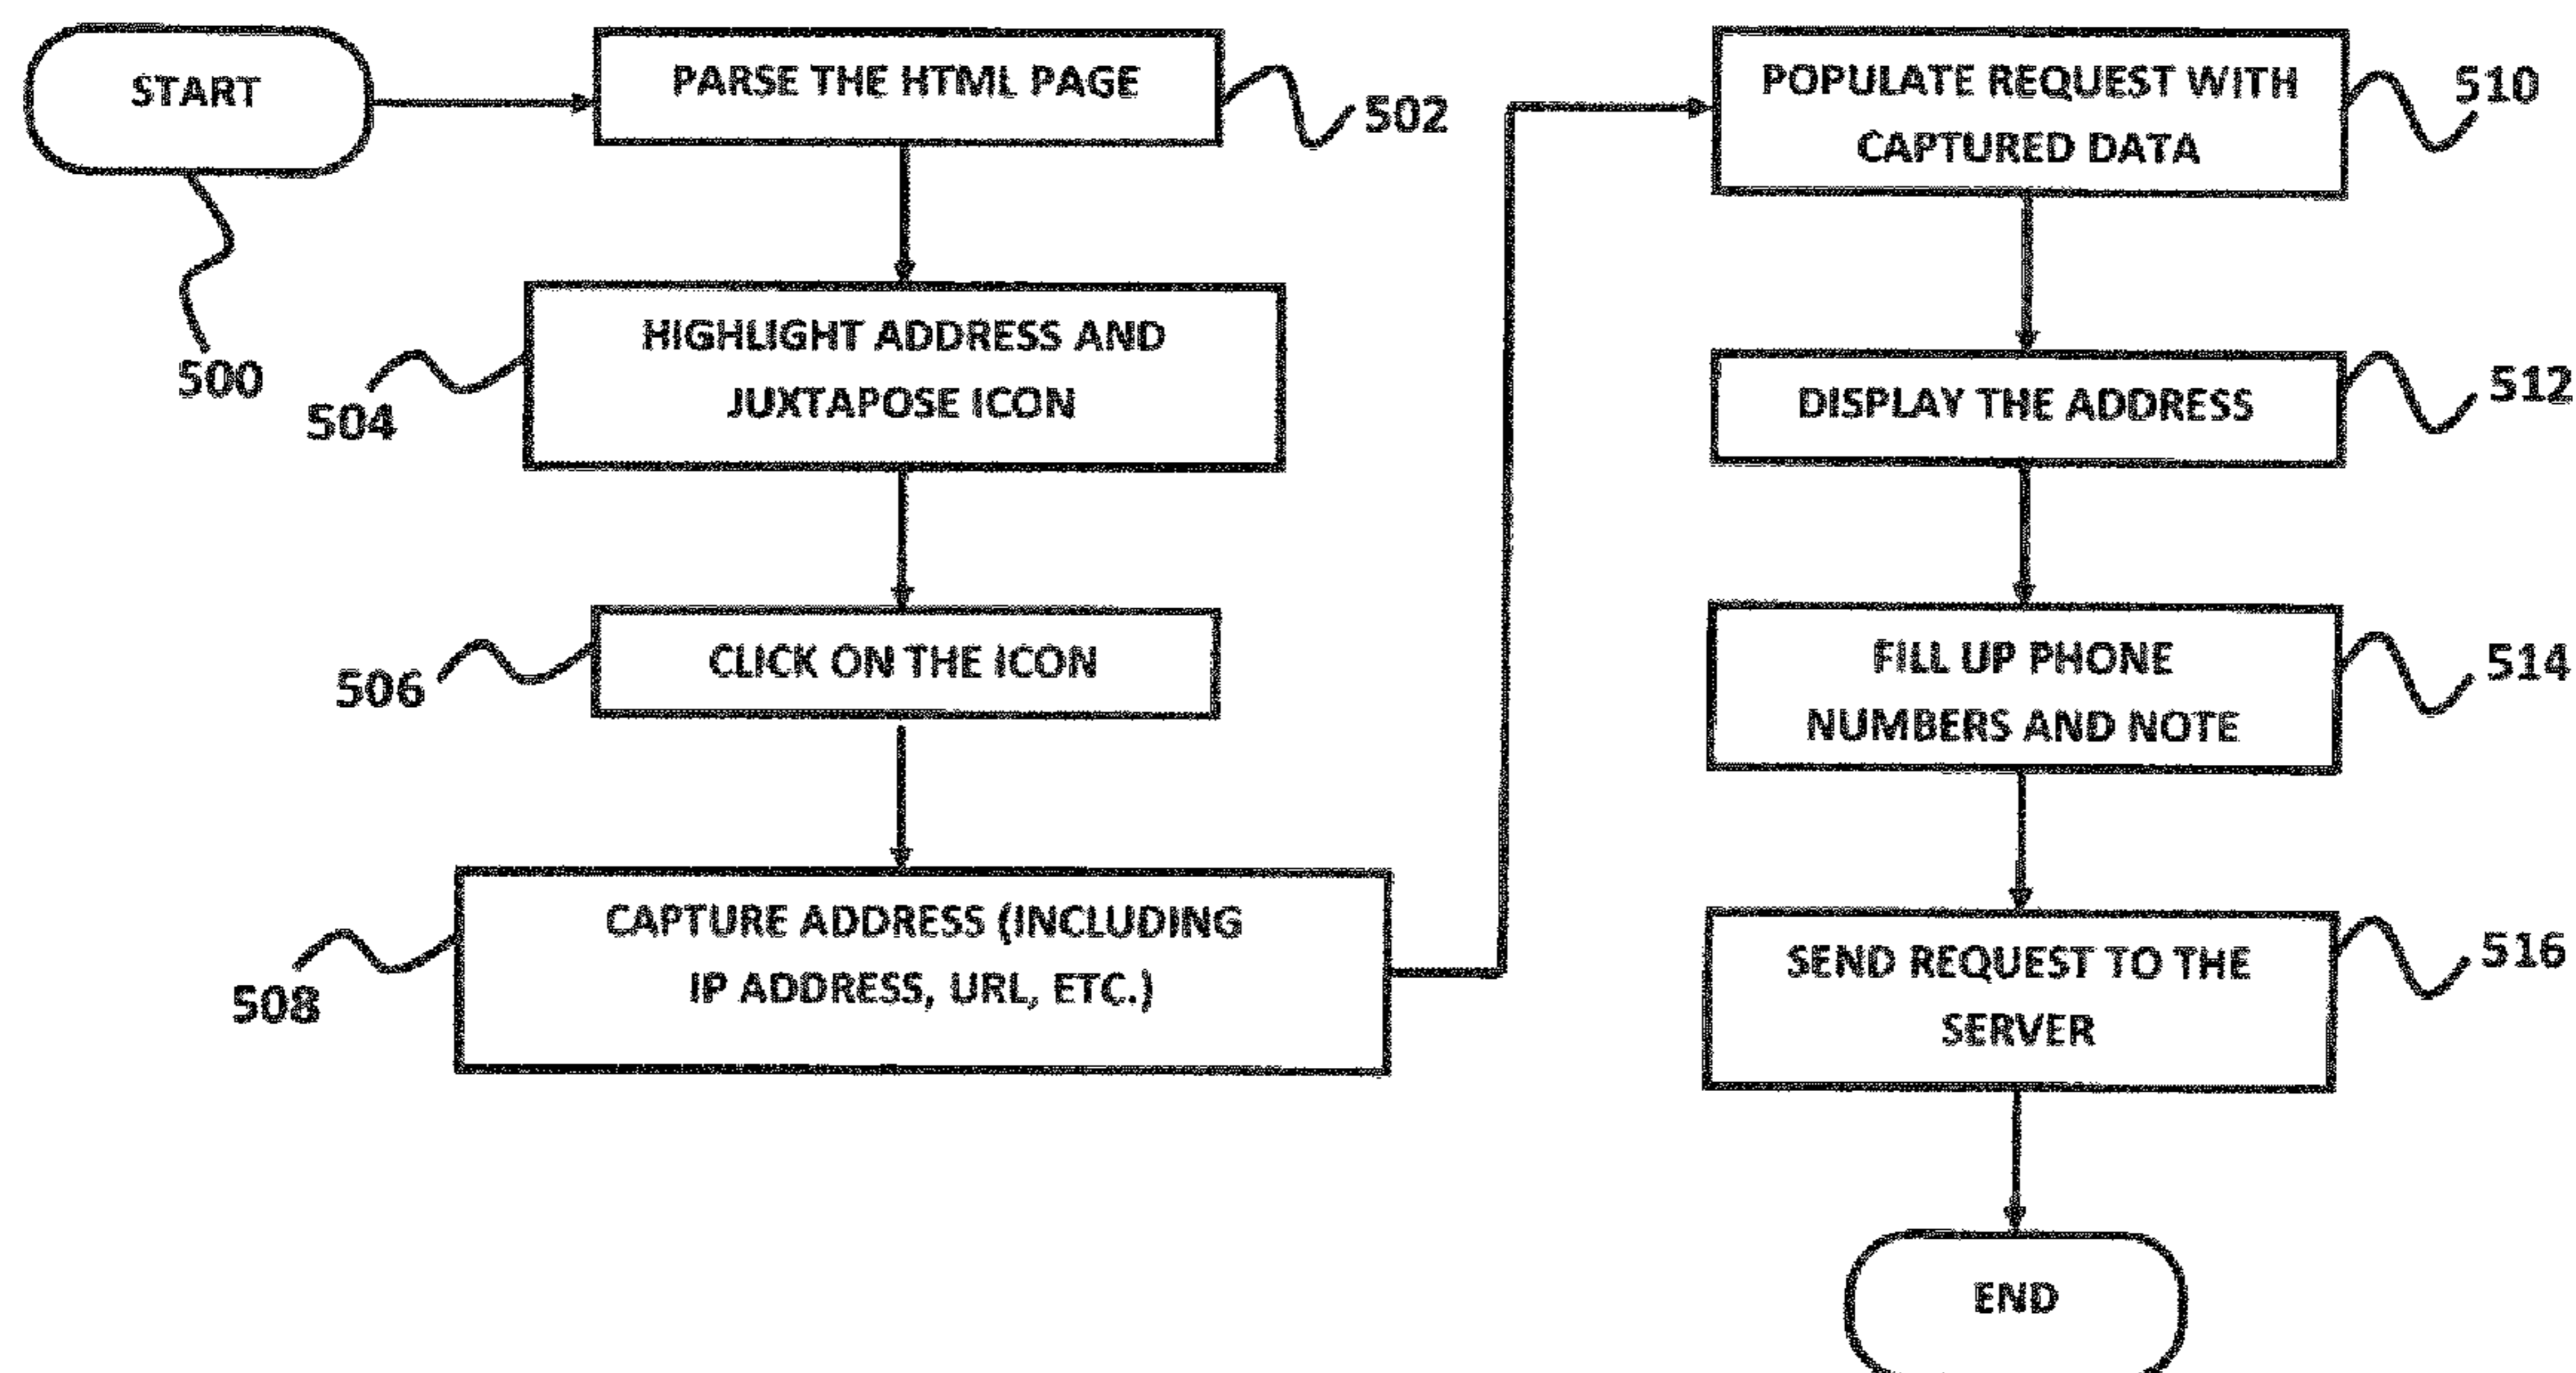 START
500
PARSE THE HTML PAGE
502
HIGHLIGHT ADDRESS AND
JUXTAPOSE ICON
504
CLICK ON THE ICON
506
CAPTURE ADDRESS (INCLUDING
IP ADDRESS, URL, ETC.)
508
POPULATE REQUEST WITH
CAPTURED DATA
510
DISPLAY THE ADDRESS
512
FILL UP PHONE
NUMBERS AND NOTE
514
SEND REQUEST TO THE
SERVER
516
END